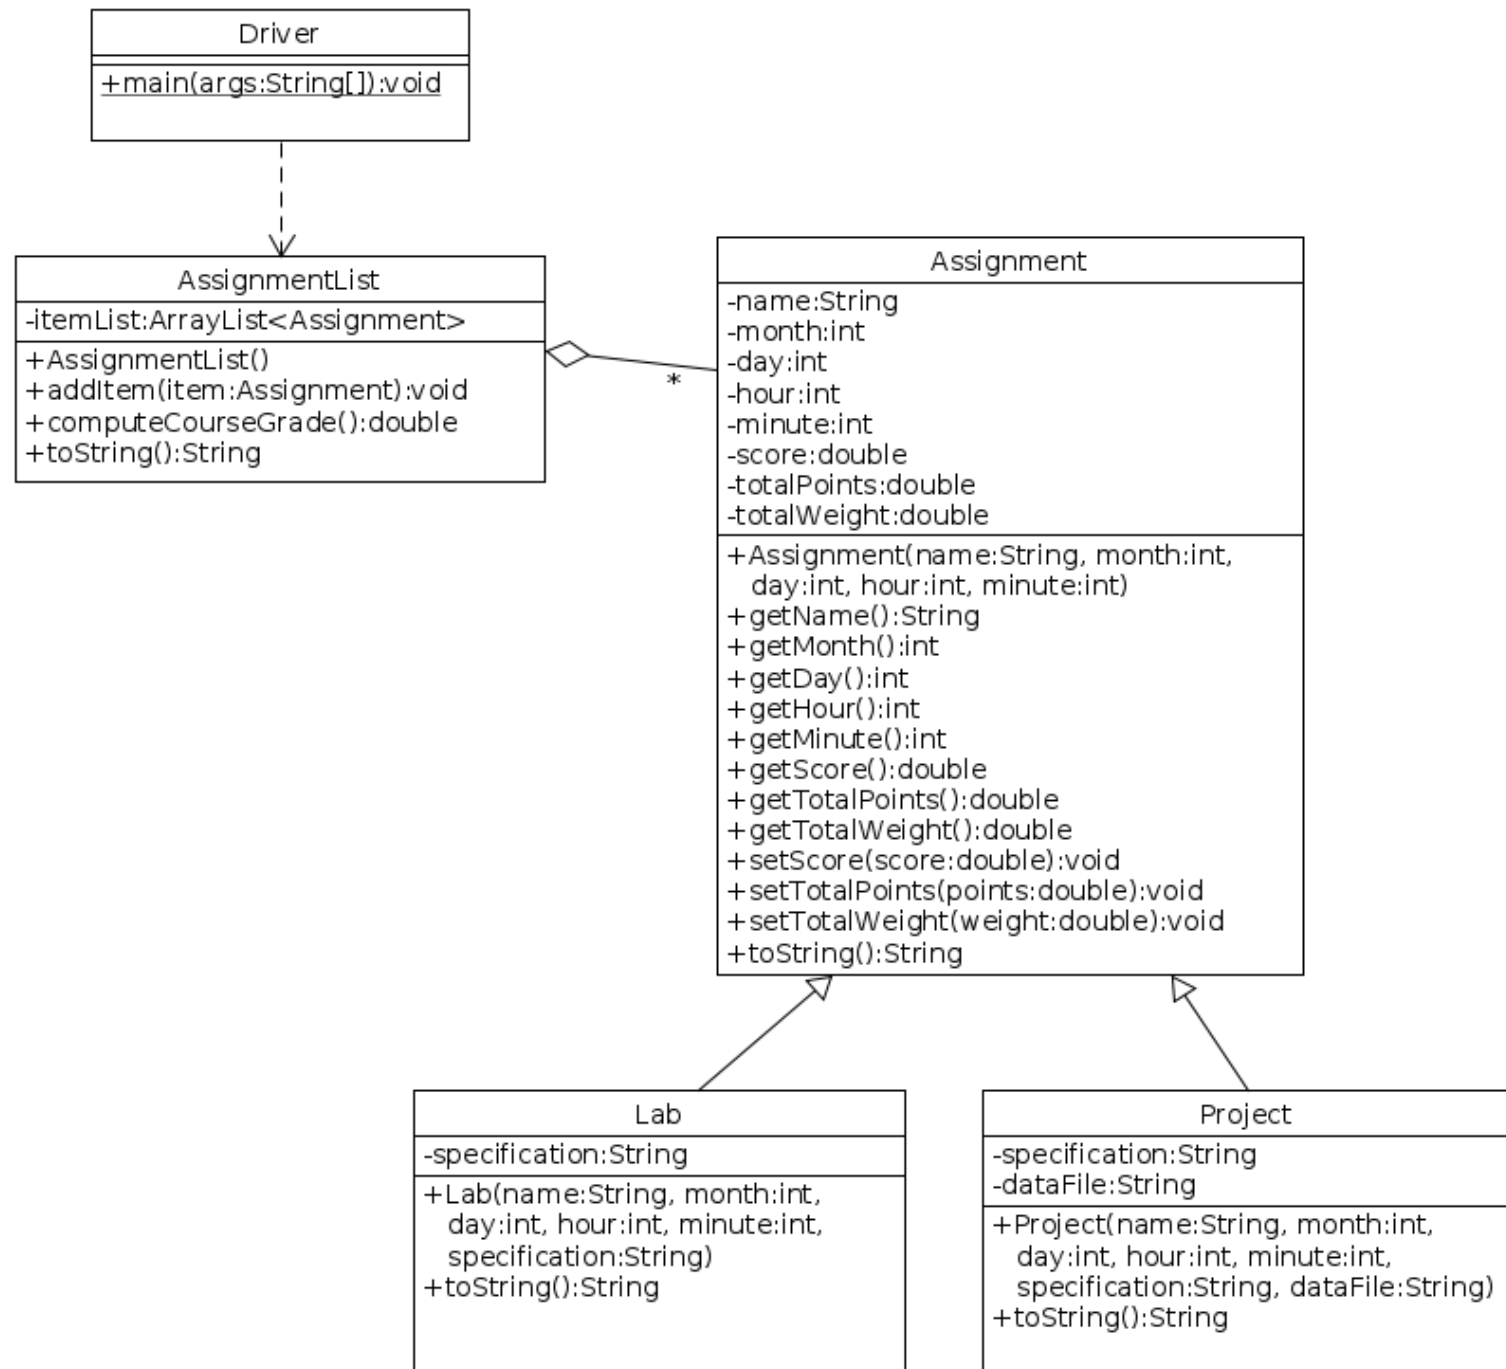 Driver
+main(args:String[]):void
AssignmentList
-itemList:ArrayList<Assignment>
+AssignmentList()
+addItem(item:Assignment):void
+computeCourseGrade():double
+toString():String
*
Assignment
-name:String
-month:int
-day:int
-hour:int
-minute:int
-score:double
-totalPoints:double
-totalWeight:double
+Assignment(name:String, month:int,
day:int, hour:int, minute:int)
+getName():String
+getMonth():int
+getDay():int
+getHour():int
+getMinute():int
+getScore():double
+getTotalPoints():double
+getTotalWeight():double
+setScore(score:double):void
+setTotalPoints(points:double):void
+setTotalWeight(weight:double):void
+toString():String
Lab
-specification:String
+Lab(name:String, month:int,
day:int, hour:int, minute:int,
specification:String)
+toString():String
Project
-specification:String
-dataFile:String
+Project(name:String, month:int,
day:int, hour:int, minute:int,
specification:String, dataFile:String)
+toString():String